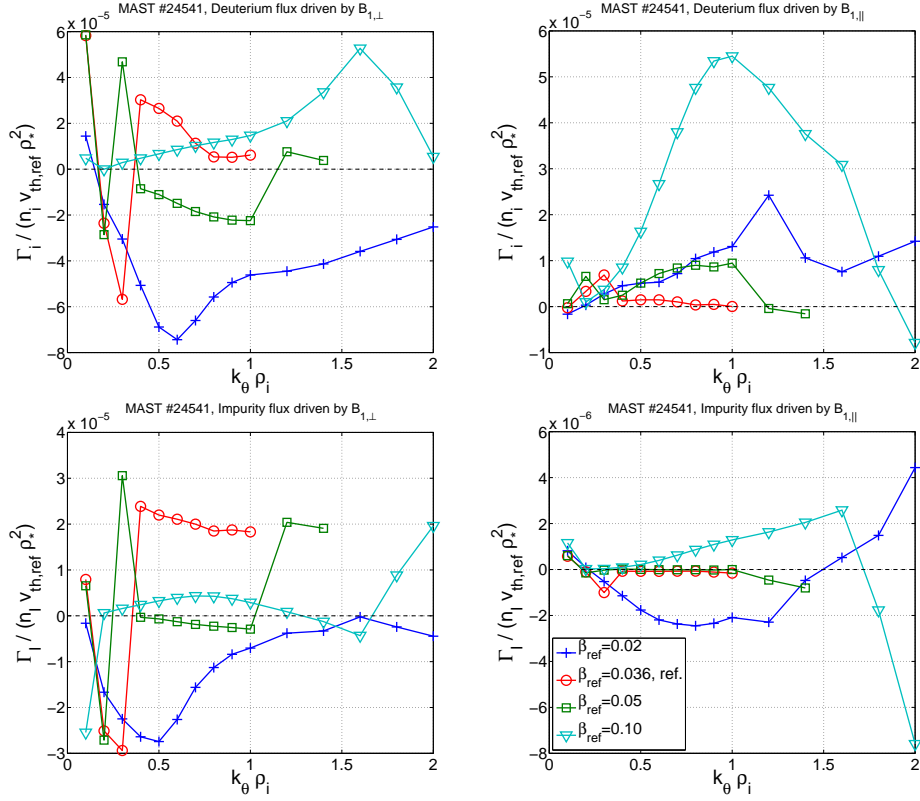 MAST #24541, Deuterium flux driven by B1,⊥
x 10⁻⁵
6
4
2
0
−2
−4
−6
−8
0
0.5
1
1.5
2
kθ ρi
Γi / (ni vth,ref ρ*²)
MAST #24541, Deuterium flux driven by B1,||
x 10⁻⁵
6
5
4
3
2
1
0
−1
0
0.5
1
1.5
2
kθ ρi
Γi / (ni vth,ref ρ*²)
MAST #24541, Impurity flux driven by B1,⊥
x 10⁻⁵
4
3
2
1
0
−1
−2
−3
0
0.5
1
1.5
2
kθ ρi
ΓI / (nI vth,ref ρ*²)
MAST #24541, Impurity flux driven by B1,||
x 10⁻⁶
6
4
2
0
−2
−4
−6
−8
0
0.5
1
1.5
2
kθ ρi
ΓI / (nI vth,ref ρ*²)
βref=0.02
βref=0.036, ref.
βref=0.05
βref=0.10